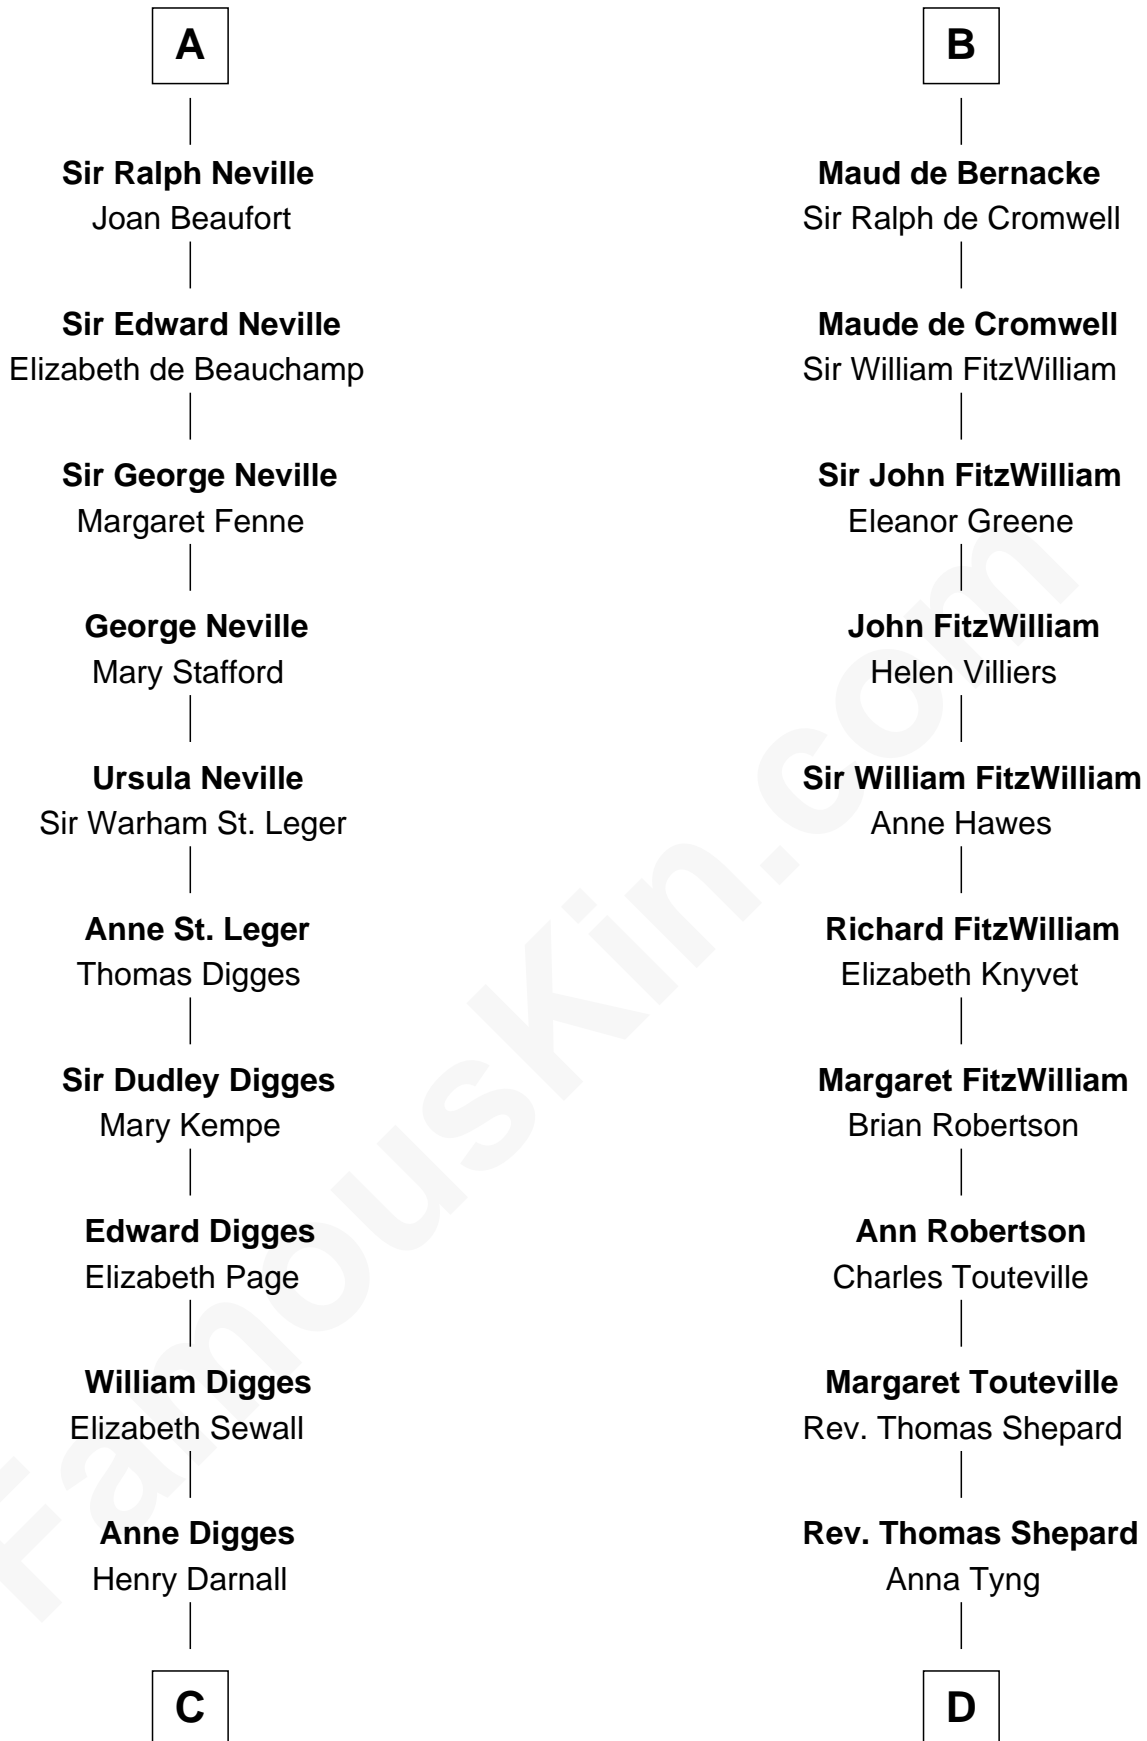 A
Sir Ralph Neville
Joan Beaufort
Sir Edward Neville
Elizabeth de Beauchamp
Sir George Neville
Margaret Fenne
George Neville
Mary Stafford
Ursula Neville
Sir Warham St. Leger
Anne St. Leger
Thomas Digges
Sir Dudley Digges
Mary Kempe
Edward Digges
Elizabeth Page
William Digges
Elizabeth Sewall
Anne Digges
Henry Darnall
C
B
Maud de Bernacke
Sir Ralph de Cromwell
Maude de Cromwell
Sir William FitzWilliam
Sir John FitzWilliam
Eleanor Greene
John FitzWilliam
Helen Villiers
Sir William FitzWilliam
Anne Hawes
Richard FitzWilliam
Elizabeth Knyvet
Margaret FitzWilliam
Brian Robertson
Ann Robertson
Charles Touteville
Margaret Touteville
Rev. Thomas Shepard
Rev. Thomas Shepard
Anna Tyng
D
FamousKin.com